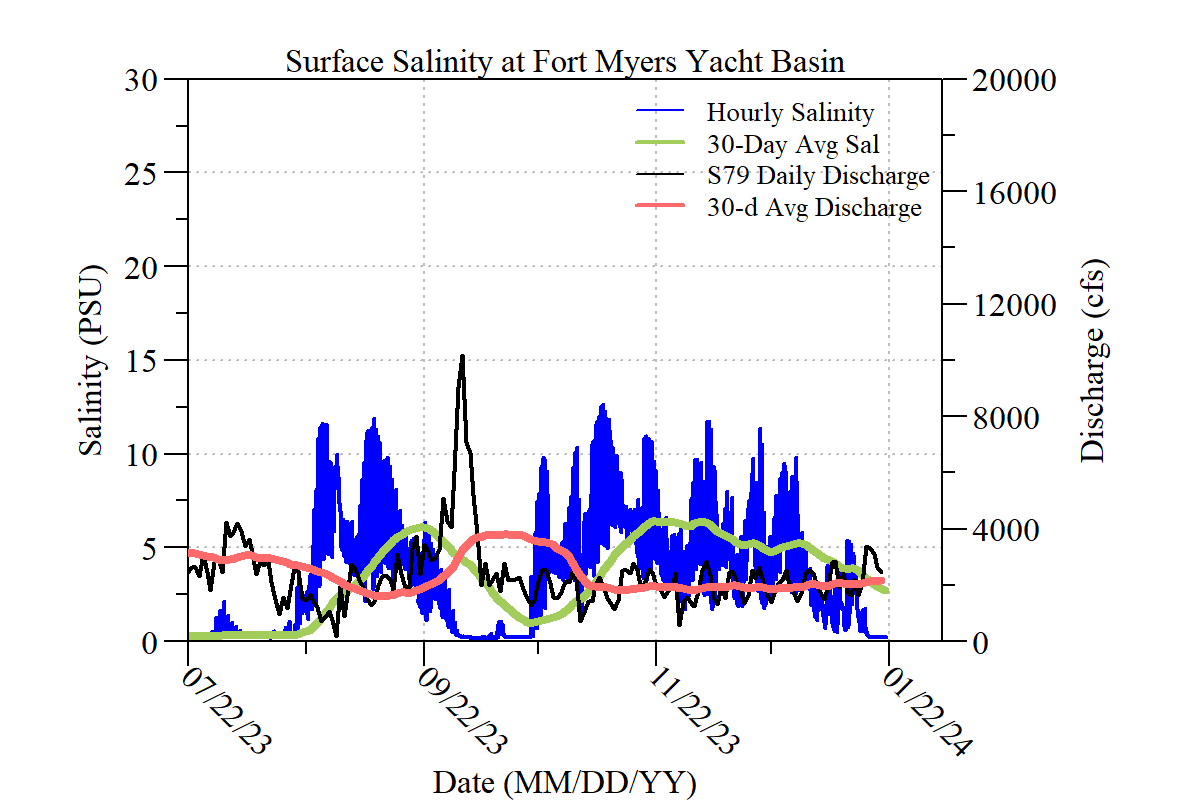 Surface Salinity at Fort Myers Yacht Basin
30
25
20
15
10
5
0
Salinity (PSU)
20000
16000
12000
8000
4000
0
Discharge (cfs)
Hourly Salinity
30-Day Avg Sal
S79 Daily Discharge
30-d Avg Discharge
07/22/23
09/22/23
11/22/23
01/22/24
Date (MM/DD/YY)